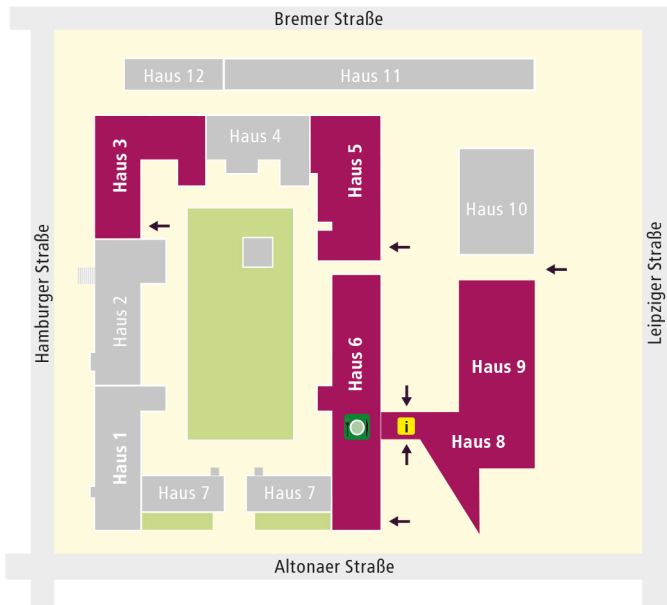 Bremer Straße
Haus 12
Haus 11
Haus 3
Haus 4
Haus 5
Haus 10
Hamburger Straße
Leipziger Straße
Haus 2
Haus 6
Haus 9
i
Haus 8
Haus 1
Haus 7
Haus 7
Altonaer Straße